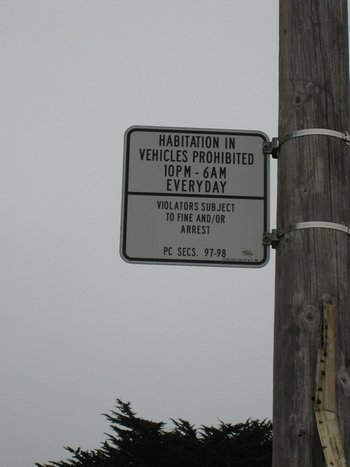 HABITATION IN
VEHICLES PROHIBITED
10PM - 6AM
EVERYDAY
VIOLATORS SUBJECT
TO FINE AND/OR
ARREST
PC SECS. 97-98